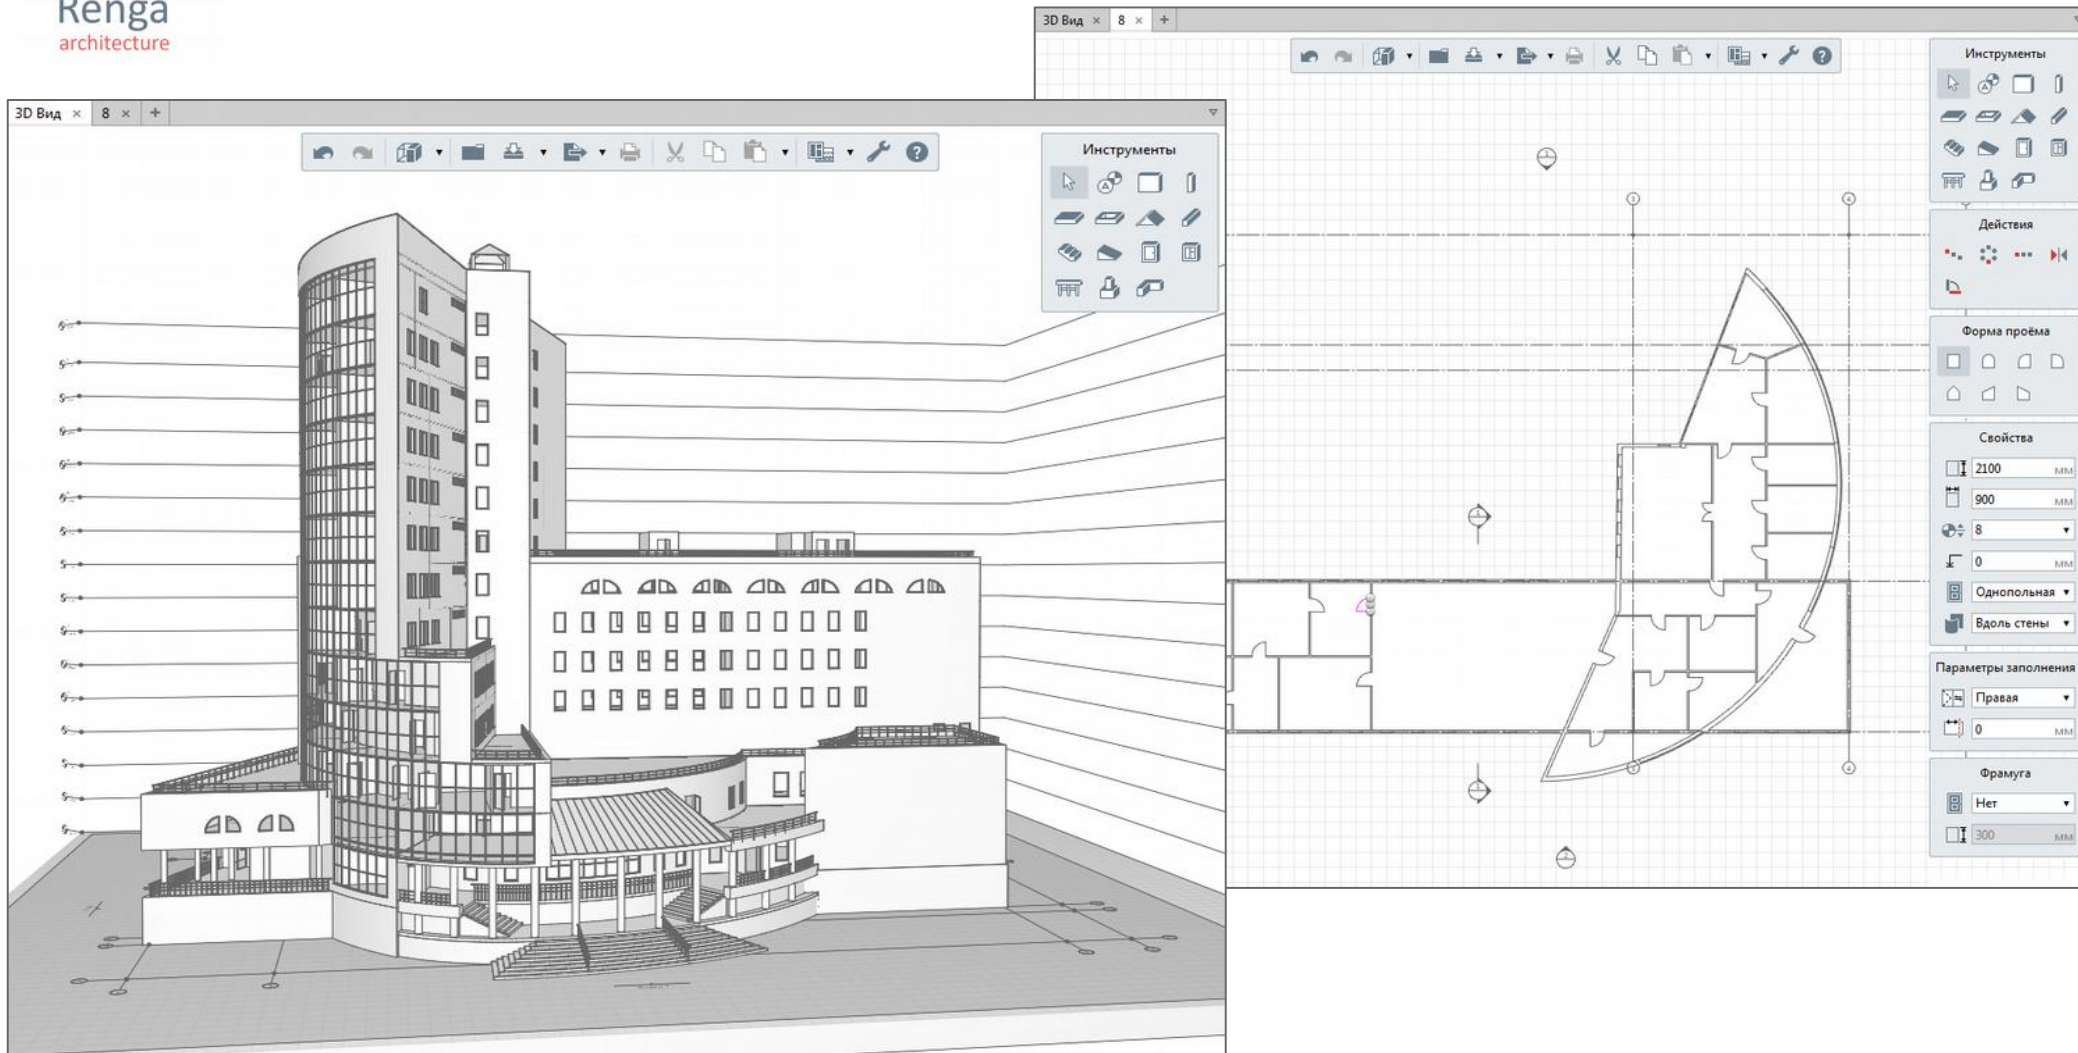 Renga
architecture
3D Вид × 8 × +
Инструменты
3D Вид × 8 × +
Инструменты
Действия
Форма проёма
Свойства
2100 мм
900 мм
8
0 мм
Однопольная
Вдоль стены
Параметры заполнения
Правая
0 мм
Фрамуга
Нет
300 мм